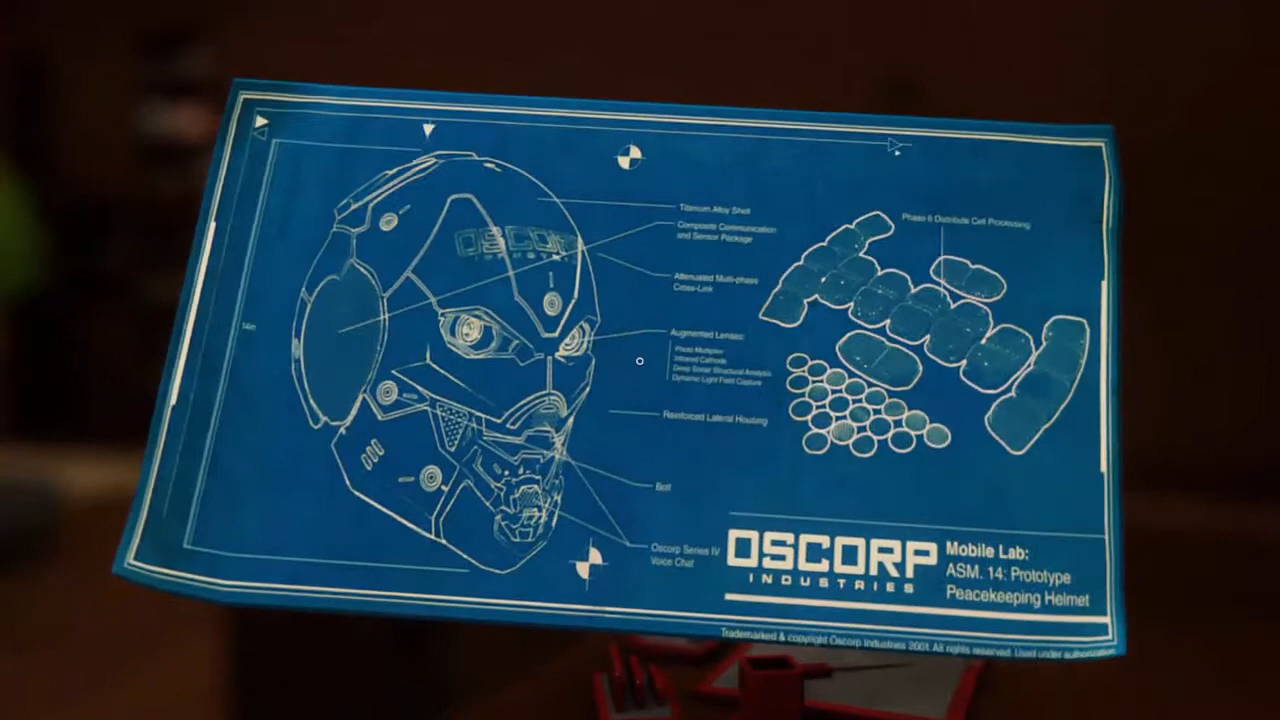 OSCORP
Titanium Alloy Shell
Composite Communication
and Sensor Package
Attenuated Multi-phase
Cross-Link
Augmented Lenses:
Photo Multiplier
Infrared Cathode
Deep Sonar Structural Analysis
Dynamic Light Field Capture
Reinforced Lateral Housing
Bolt
Oscorp Series IV
Voice Chat
14in
Phase 6 Distribute Cell Processing
OSCORP
INDUSTRIES
Mobile Lab:
ASM. 14: Prototype
Peacekeeping Helmet
Trademarked & copyright Oscorp Industries 2001. All rights reserved. Used under authorization